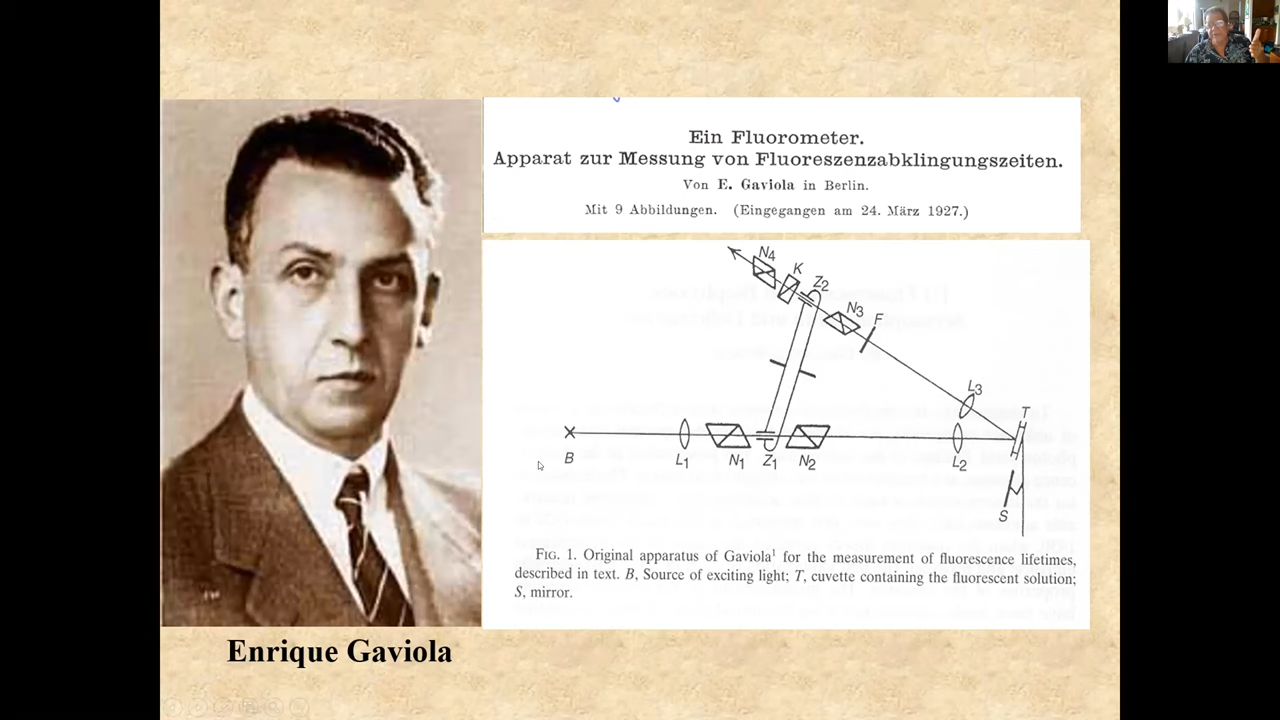 Ein Fluorometer.
Apparat zur Messung von Fluoreszenzabklingungszeiten.
Von E. Gaviola in Berlin.
Mit 9 Abbildungen. (Eingegangen am 24. März 1927.)
N4
K
Z2
N3
F
L3
T
B
L1
N1
Z1
N2
L2
S
FIG. 1. Original apparatus of Gaviola1 for the measurement of fluorescence lifetimes,
described in text. B, Source of exciting light; T, cuvette containing the fluorescent solution;
S, mirror.
Enrique Gaviola